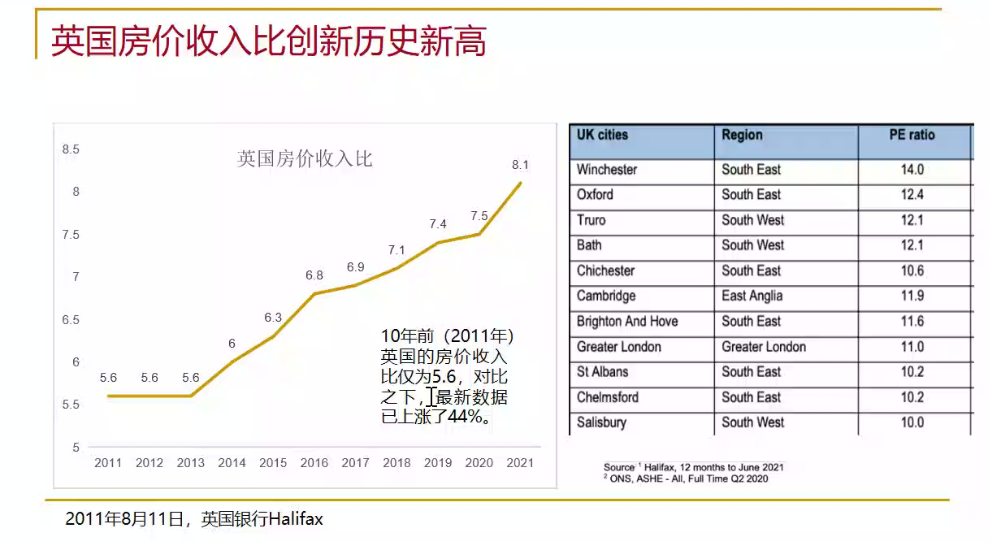 英国房价收入比创新历史新高
英国房价收入比
8.5
8
7.5
7
6.5
6
5.5
5
5.6
5.6
5.6
6
6.3
6.8
6.9
7.1
7.4
7.5
8.1
2011 2012 2013 2014 2015 2016 2017 2018 2019 2020 2021
10年前（2011年）
英国的房价收入
比仅为5.6，对比
之下，最新数据
已上涨了44%。
UK cities Region PE ratio
Winchester South East 14.0
Oxford South East 12.4
Truro South West 12.1
Bath South West 12.1
Chichester South East 10.6
Cambridge East Anglia 11.9
Brighton And Hove South East 11.6
Greater London Greater London 11.0
St Albans South East 10.2
Chelmsford South East 10.2
Salisbury South West 10.0
Source ¹ Halifax, 12 months to June 2021
² ONS, ASHE - All, Full Time Q2 2020
2011年8月11日，英国银行Halifax